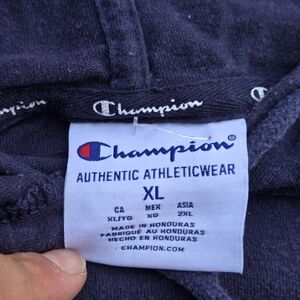 Champion
Champion
AUTHENTIC ATHLETICWEAR
XL
CA MEX ASIA
XL/TG XG 2XL
MADE IN HONDURAS
FABRIQUÉ AU HONDURAS
HECHO EN HONDURAS
CHAMPION.COM